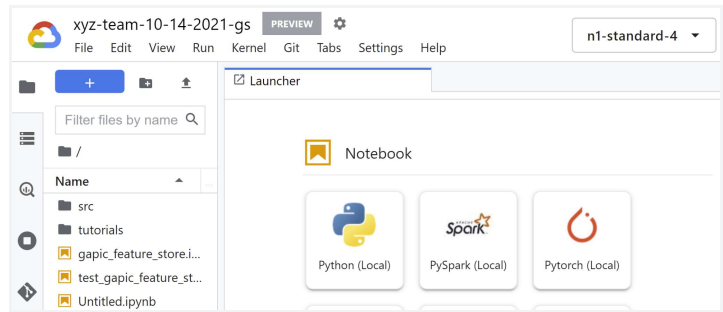 xyz-team-10-14-2021-gs PREVIEW
n1-standard-4
File Edit View Run Kernel Git Tabs Settings Help
+
Launcher
Filter files by name
/
Notebook
Name
...
src
tutorials
gapic_feature_store.i...
test_gapic_feature_st...
Untitled.ipynb
APACHE Spark
Python (Local) PySpark (Local) Pytorch (Local)